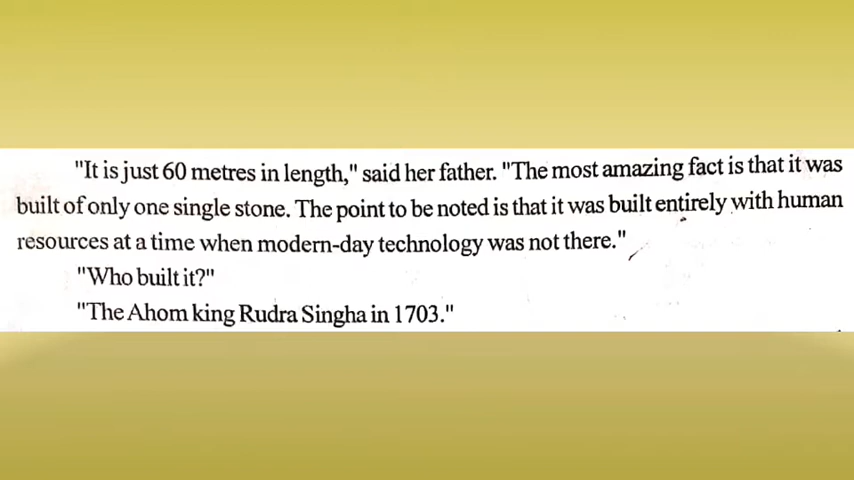 "It is just 60 metres in length," said her father. "The most amazing fact is that it was
built of only one single stone. The point to be noted is that it was built entirely with human
resources at a time when modern-day technology was not there."
"Who built it?"
"The Ahom king Rudra Singha in 1703."